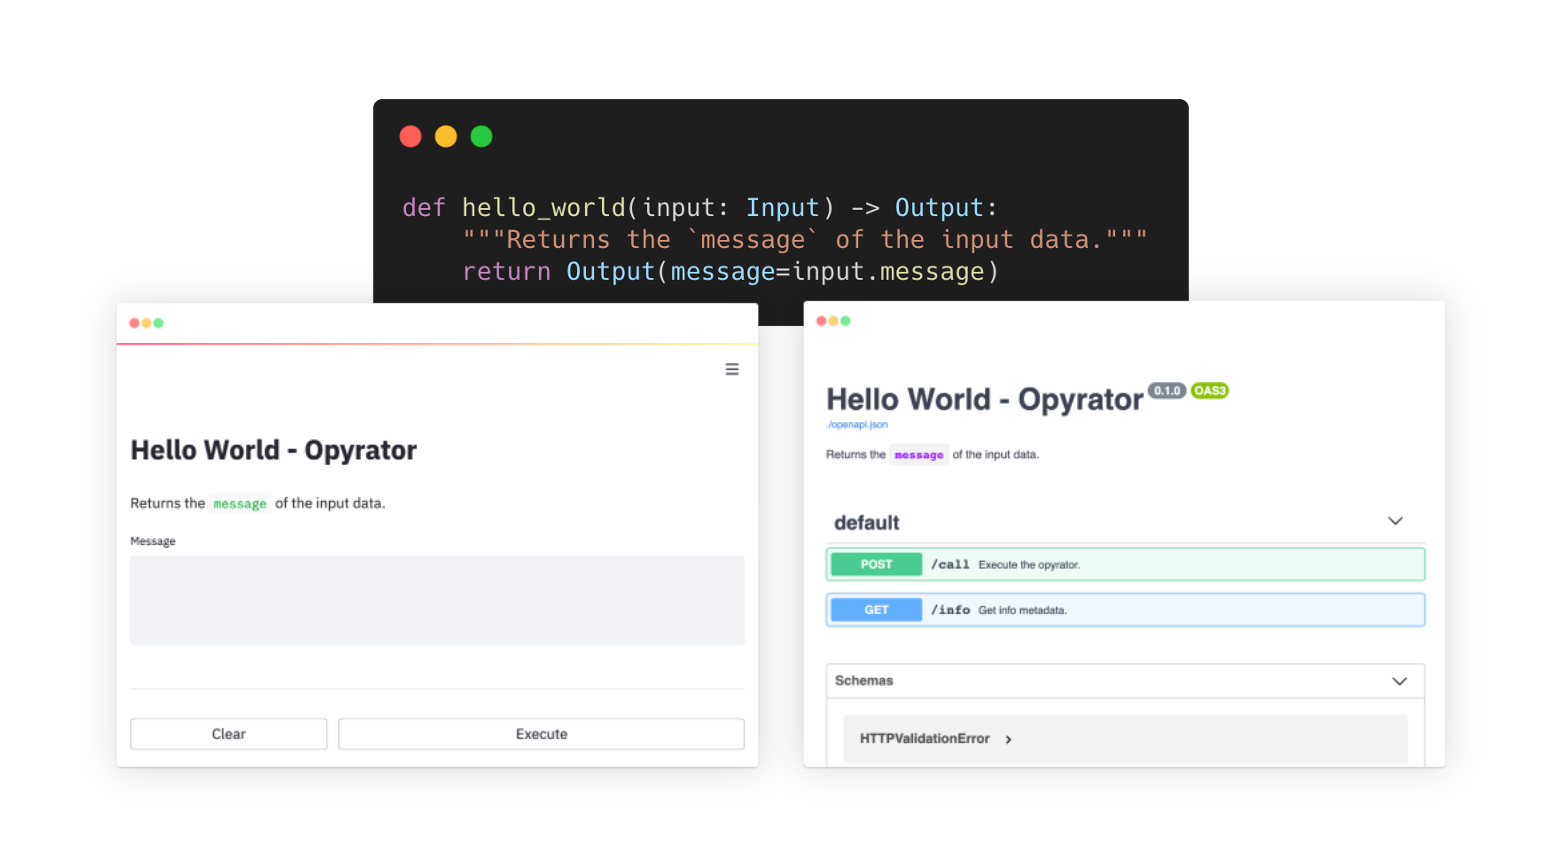 def hello_world(input: Input) -> Output:
    """Returns the `message` of the input data."""
    return Output(message=input.message)
Hello World - Opyrator
Returns the message of the input data.
Message
Clear Execute
Hello World - Opyrator 0.1.0 OAS3
./openapi.json
Returns the message of the input data.
default
POST /call Execute the opyrator.
GET /info Get info metadata.
Schemas
HTTPValidationError